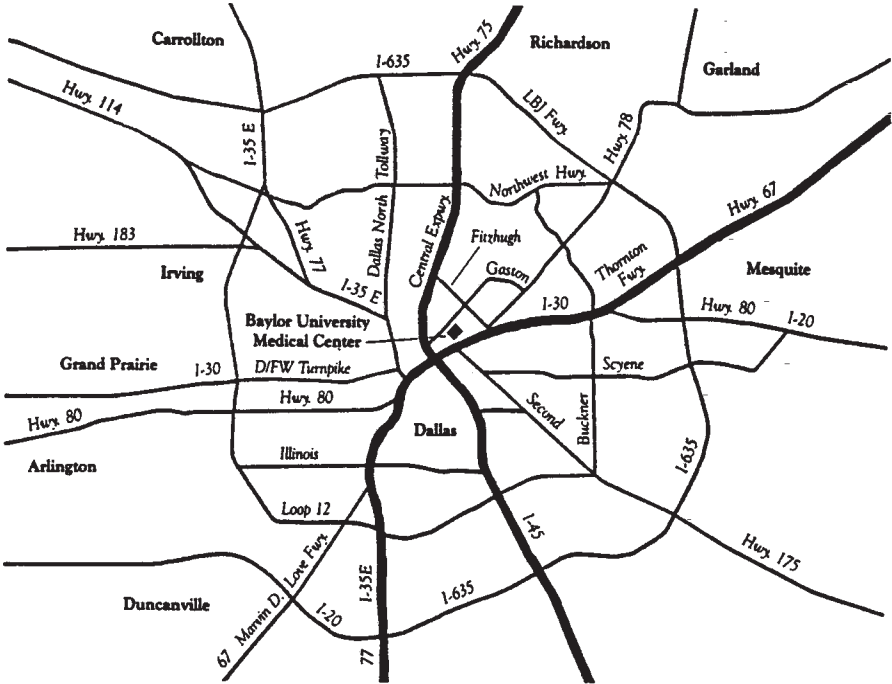 Carrollton
Hwy. 75
Richardson
I-635
Garland
Hwy. 114
LBJ Fwy.
Hwy. 78
I-35 E
Dallas North Tollway
Northwest Hwy.
Hwy. 67
Central Expwy.
Hwy. 183
Hwy. 77
Fitzhugh
Thornton
Fwy.
Irving
Gaston
Mesquite
I-35 E
I-30
Hwy. 80
I-20
Baylor University
Medical Center
Grand Prairie
I-30
D/FW Turnpike
Scyene
Hwy. 80
Hwy. 80
Second
Buckner
Dallas
Arlington
Illinois
I-635
Loop 12
I-45
Hwy. 175
Duncanville
67 Marvin D. Love Fwy.
I-20
I-35E
I-635
77